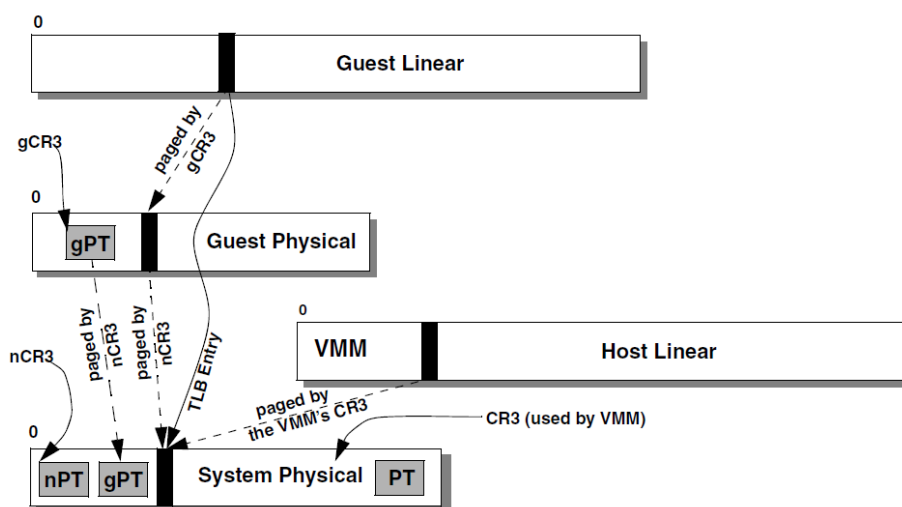 0
Guest Linear
paged by
gCR3
gCR3
0
gPT
Guest Physical
paged by
nCR3
paged by
nCR3
TLB Entry
0
VMM
Host Linear
nCR3
paged by
the VMM's CR3
CR3 (used by VMM)
0
nPT
gPT
System Physical
PT